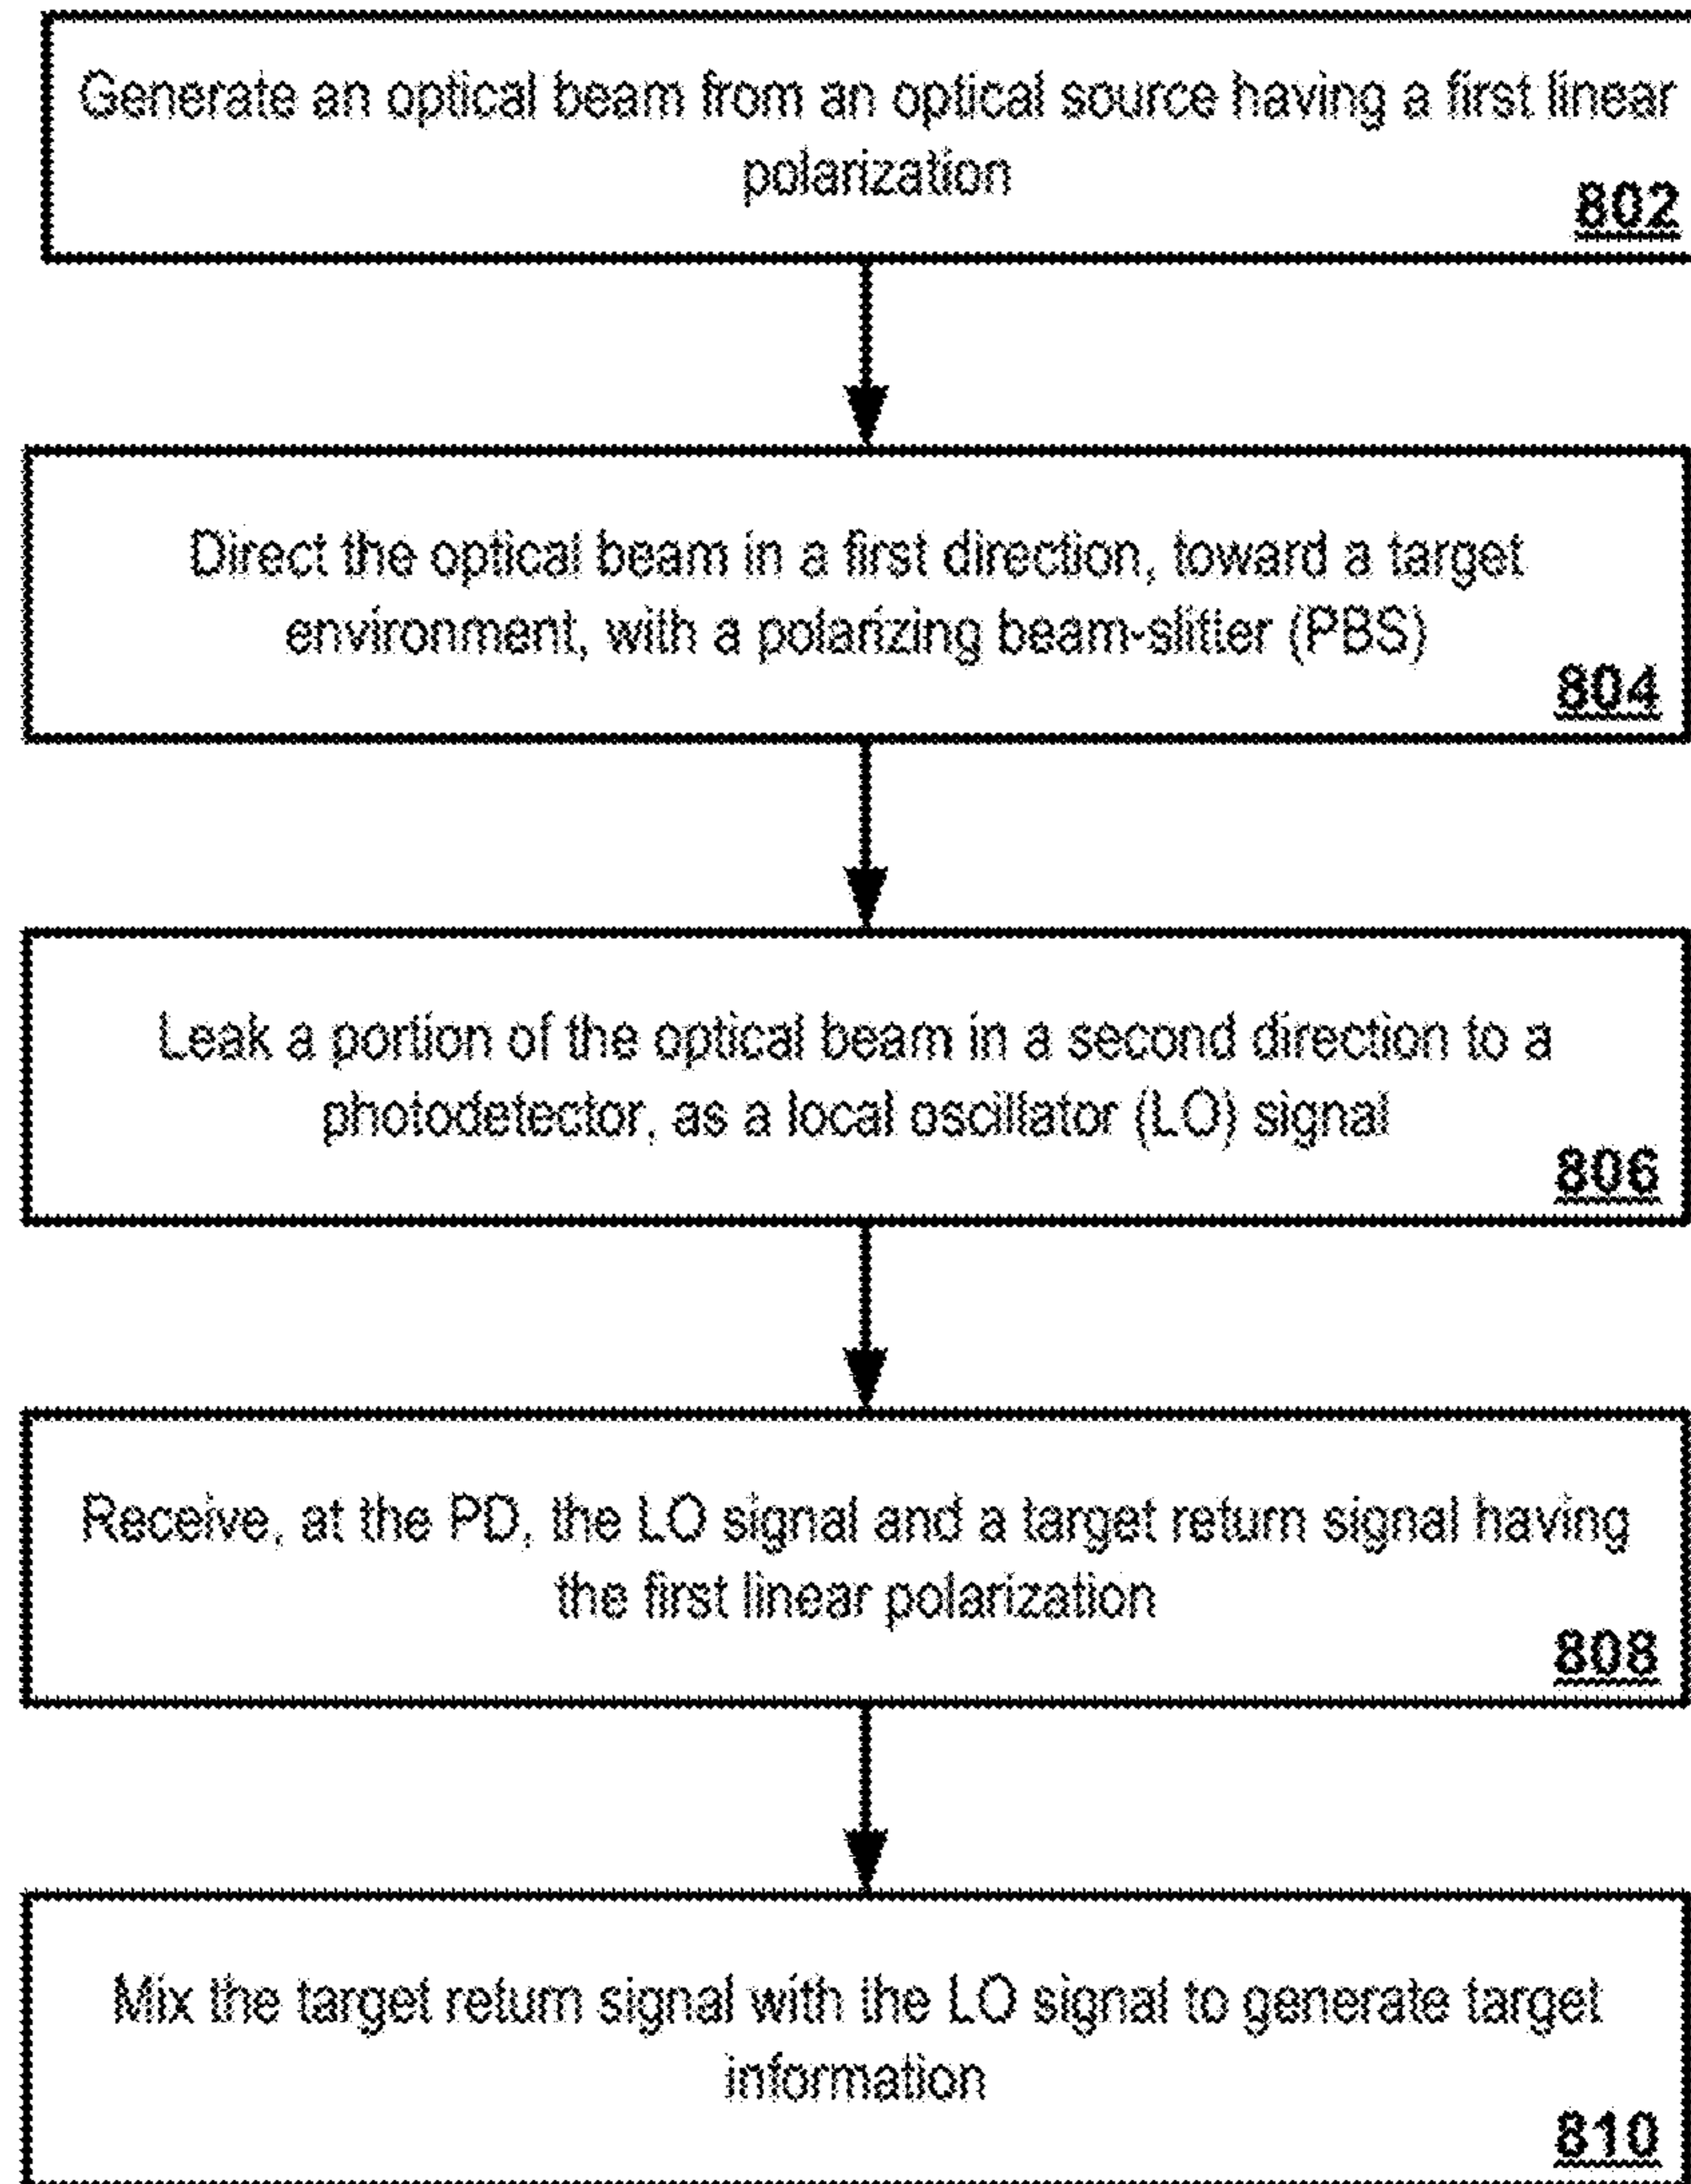 Generate an optical beam from an optical source having a first linear
polarization
802
Direct the optical beam in a first direction, toward a target
environment, with a polarizing beam-slitter (PBS)
804
Leak a portion of the optical beam in a second direction to a
photodetector, as a local oscillator (LO) signal
806
Receive, at the PD, the LO signal and a target return signal having
the first linear polarization
808
Mix the target return signal with the LO signal to generate target
information
810